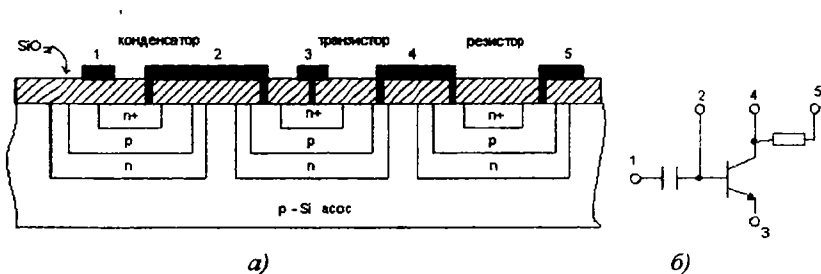 конденсатор транзистор резистор
SiO₂ 1 2 3 4 5
n+ n+ n+
p p p
n n n
p - Si асос
а) б)
2 4 5
1
3